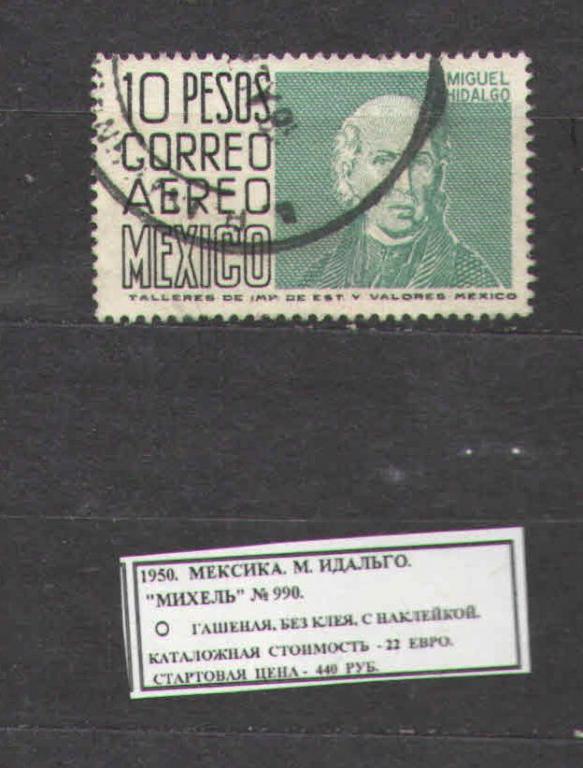 10 PESOS
CORREO
AEREO
MEXICO
MIGUEL
HIDALGO
TALLERES DE IMP. DE EST. Y VALORES-MEXICO
1950. МЕКСИКА. М. ИДАЛЬГО.
"МИХЕЛЬ" № 990.
О ГАШЕНАЯ, БЕЗ КЛЕЯ, С НАКЛЕЙКОЙ.
КАТАЛОЖНАЯ СТОИМОСТЬ - 22 ЕВРО.
СТАРТОВАЯ ЦЕНА - 440 РУБ.